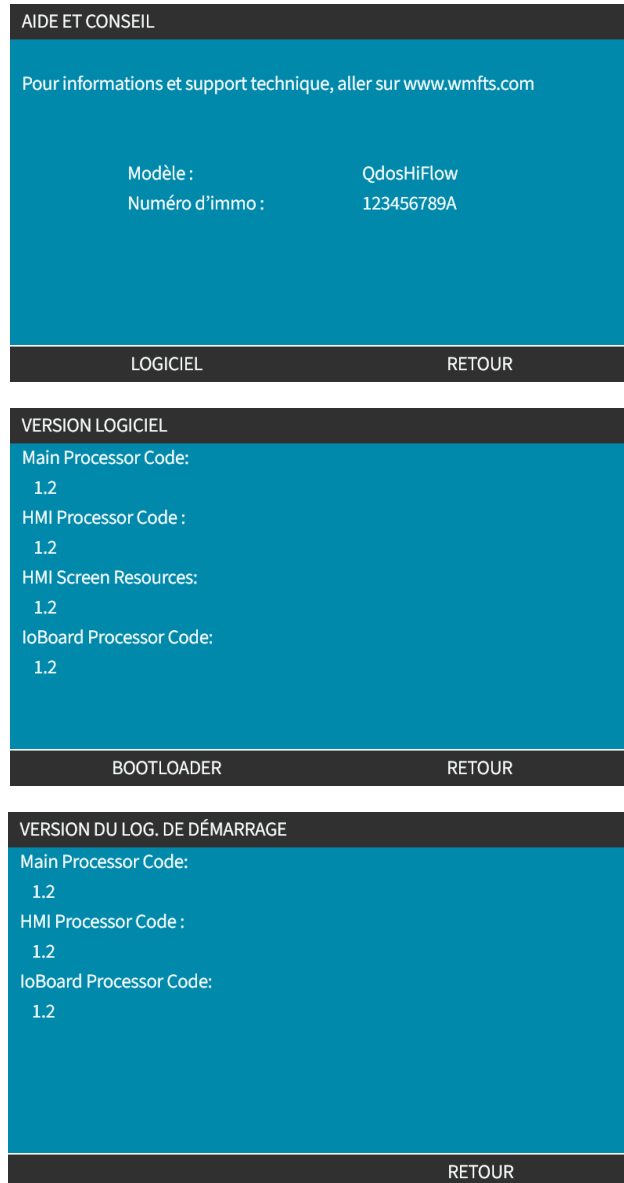 AIDE ET CONSEIL
Pour informations et support technique, aller sur www.wmfts.com
Modèle : QdosHiFlow
Numéro d’immo : 123456789A
LOGICIEL RETOUR
VERSION LOGICIEL
Main Processor Code:
1.2
HMI Processor Code :
1.2
HMI Screen Resources:
1.2
IoBoard Processor Code:
1.2
BOOTLOADER RETOUR
VERSION DU LOG. DE DÉMARRAGE
Main Processor Code:
1.2
HMI Processor Code :
1.2
IoBoard Processor Code:
1.2
RETOUR